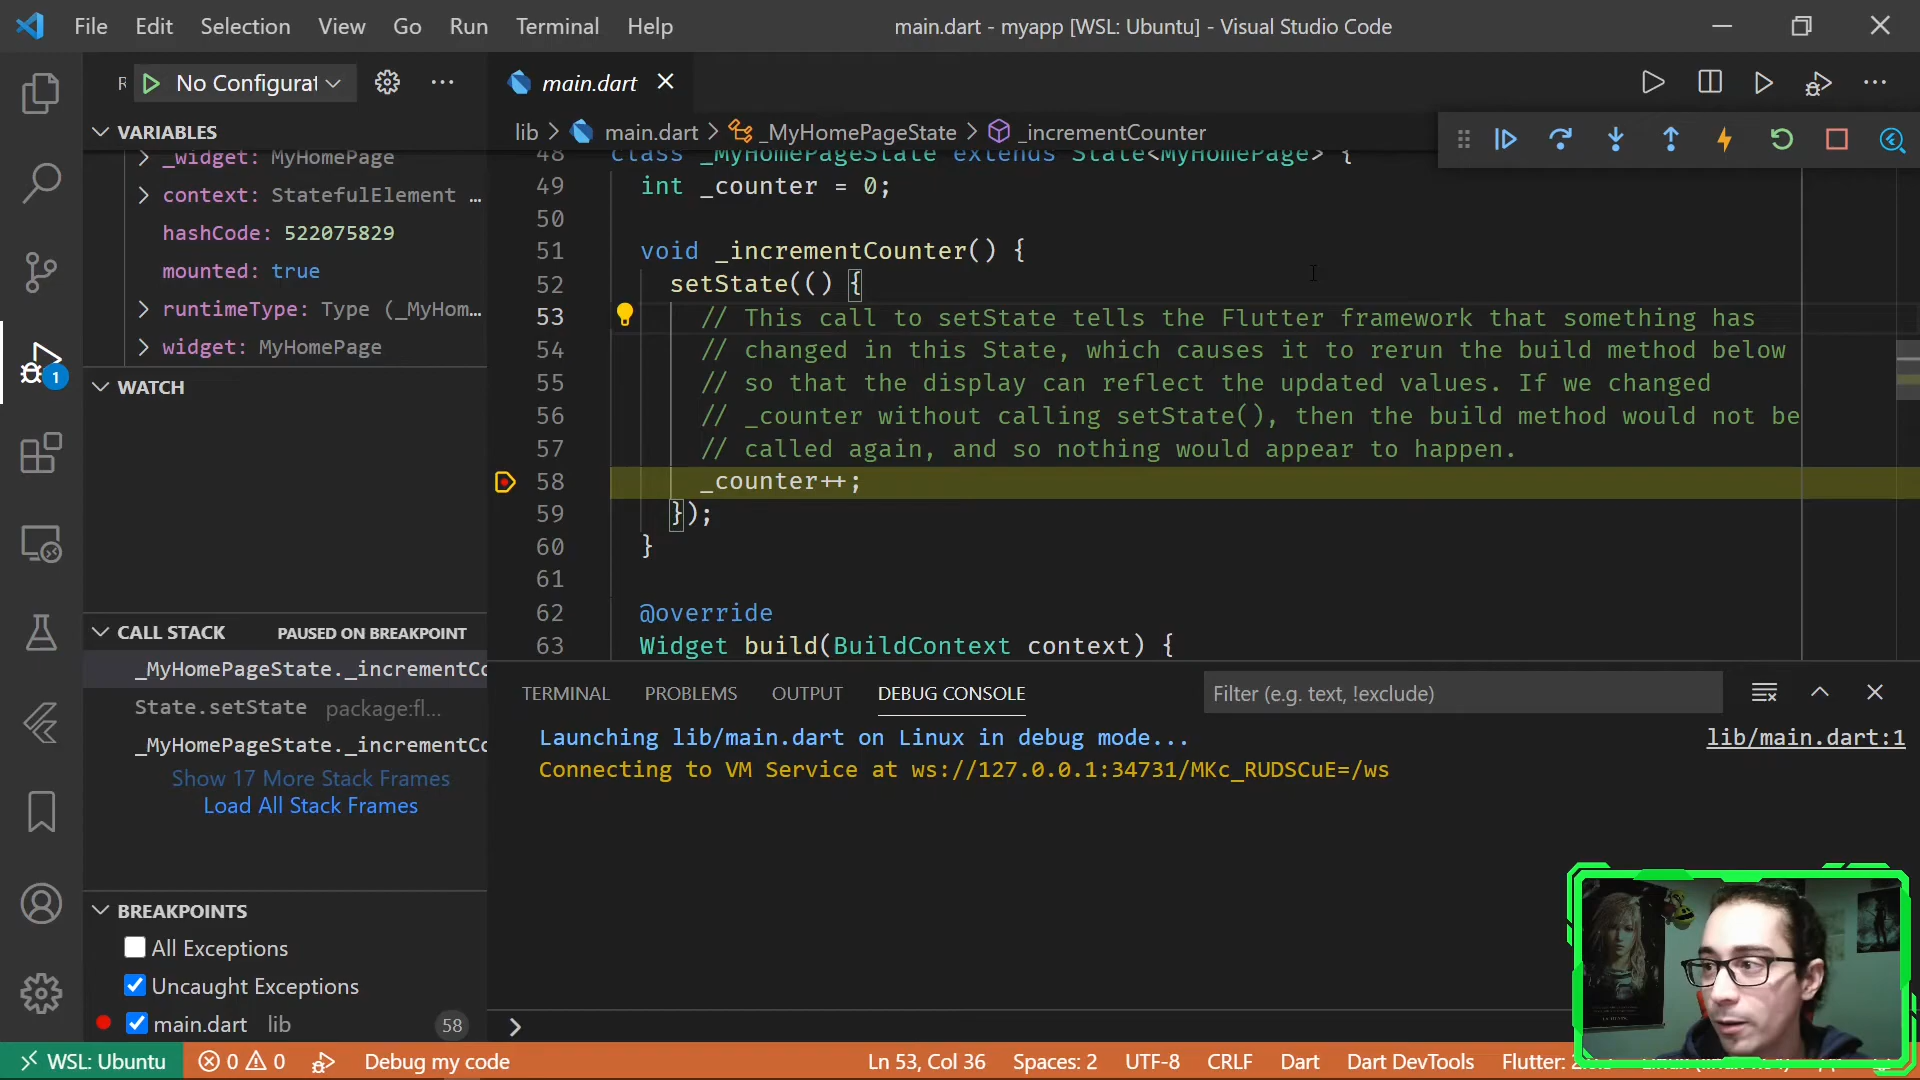 File Edit Selection View Go Run Terminal Help
main.dart - myapp [WSL: Ubuntu] - Visual Studio Code
No Configurat
main.dart
VARIABLES
_widget: MyHomePage
context: StatefulElement …
hashCode: 522075829
mounted: true
runtimeType: Type (_MyHom…
widget: MyHomePage
WATCH
CALL STACK PAUSED ON BREAKPOINT
_MyHomePageState._incrementCo
State.setState package:fl...
_MyHomePageState._incrementCo
Show 17 More Stack Frames
Load All Stack Frames
BREAKPOINTS
All Exceptions
Uncaught Exceptions
main.dart lib 58
1
lib > main.dart > _MyHomePageState > _incrementCounter
48 class _MyHomePageState extends State<MyHomePage> {
49 int _counter = 0;
50
51 void _incrementCounter() {
52 setState(() {
53 // This call to setState tells the Flutter framework that something has
54 // changed in this State, which causes it to rerun the build method below
55 // so that the display can reflect the updated values. If we changed
56 // _counter without calling setState(), then the build method would not be
57 // called again, and so nothing would appear to happen.
58 _counter++;
59 });
60 }
61
62 @override
63 Widget build(BuildContext context) {
TERMINAL PROBLEMS OUTPUT DEBUG CONSOLE Filter (e.g. text, !exclude)
Launching lib/main.dart on Linux in debug mode... lib/main.dart:1
Connecting to VM Service at ws://127.0.0.1:34731/MKc_RUDSCuE=/ws
WSL: Ubuntu 0 0 Debug my code Ln 53, Col 36 Spaces: 2 UTF-8 CRLF Dart Dart DevTools Flutter: